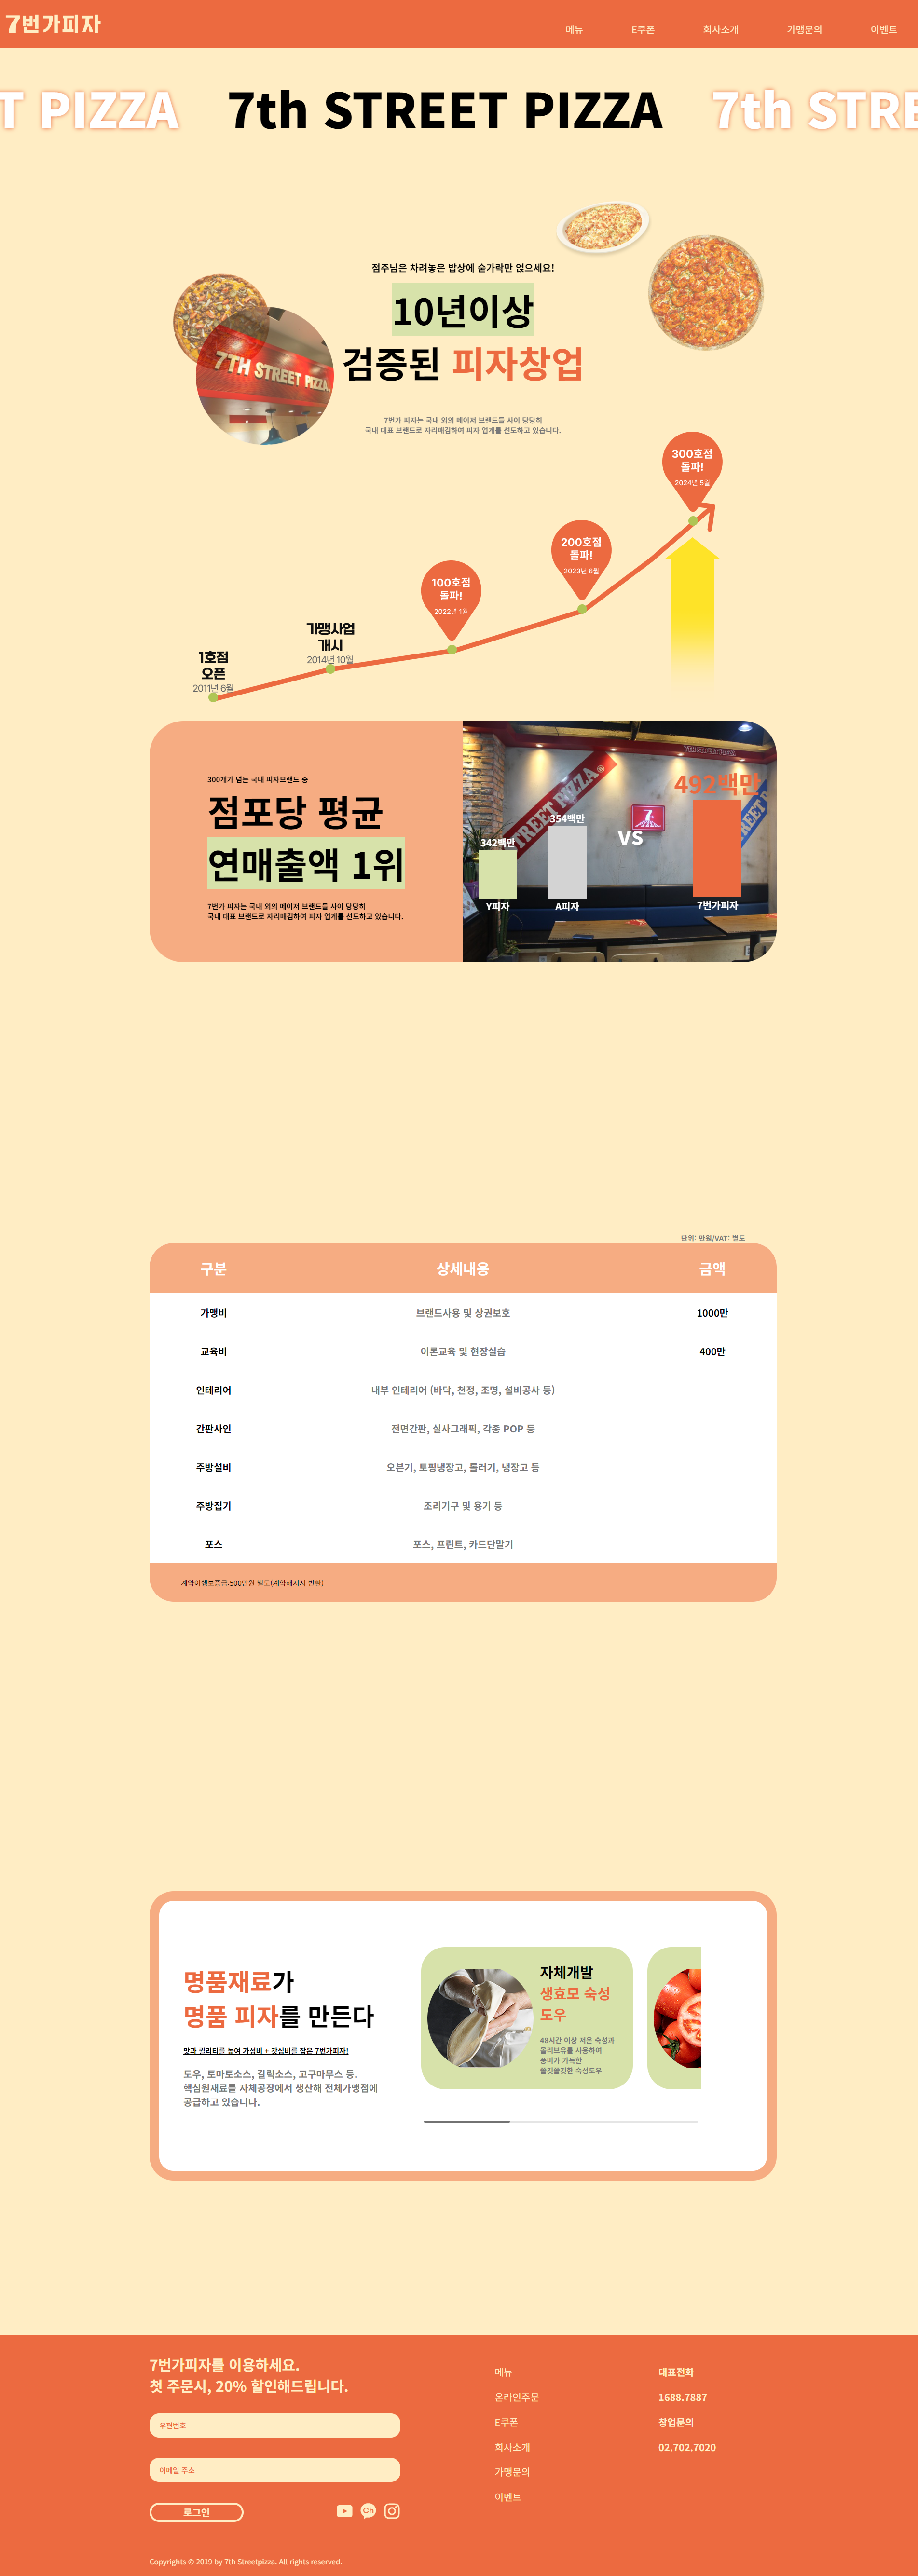 7번가피자
메뉴 E쿠폰 회사소개 가맹문의 이벤트
T PIZZA 7th STREET PIZZA 7th STRE
점주님은 차려놓은 밥상에 숟가락만 얹으세요!
10년이상
검증된 피자창업
7TH STREET PIZZA.
7번가 피자는 국내 외의 메이저 브랜드들 사이 당당히
국내 대표 브랜드로 자리매김하여 피자 업계를 선도하고 있습니다.
300호점
돌파!
2024년 5월
200호점
돌파!
2023년 6월
100호점
돌파!
2022년 1월
가맹사업
개시
2014년 10월
1호점
오픈
2011년 6월
300개가 넘는 국내 피자브랜드 중
점포당 평균
연매출액 1위
7번가 피자는 국내 외의 메이저 브랜드들 사이 당당히
국내 대표 브랜드로 자리매김하여 피자 업계를 선도하고 있습니다.
7TH STREET PIZZA
STREET PIZZA
492백만
354백만
342백만
7
VS
Y피자 A피자 7번가피자
단위: 만원/VAT: 별도
구분 상세내용 금액
가맹비 브랜드사용 및 상권보호 1000만
교육비 이론교육 및 현장실습 400만
인테리어 내부 인테리어 (바닥, 천정, 조명, 설비공사 등)
간판사인 전면간판, 실사그래픽, 각종 POP 등
주방설비 오븐기, 토핑냉장고, 롤러기, 냉장고 등
주방집기 조리기구 및 용기 등
포스 포스, 프린트, 카드단말기
계약이행보증금:500만원 별도(계약해지시 반환)
명품재료가
명품 피자를 만든다
맛과 퀄리티를 높여 가성비 + 갓심비를 잡은 7번가피자!
도우, 토마토소스, 갈릭소스, 고구마무스 등.
핵심원재료를 자체공장에서 생산해 전체가맹점에
공급하고 있습니다.
자체개발
생효모 숙성
도우
48시간 이상 저온 숙성과
올리브유를 사용하여
풍미가 가득한
쫄깃쫄깃한 숙성도우
7번가피자를 이용하세요.
첫 주문시, 20% 할인해드립니다.
우편번호
이메일 주소
로그인
Ch
메뉴
온라인주문
E쿠폰
회사소개
가맹문의
이벤트
대표전화
1688.7887
창업문의
02.702.7020
Copyrights © 2019 by 7th Streetpizza. All rights reserved.